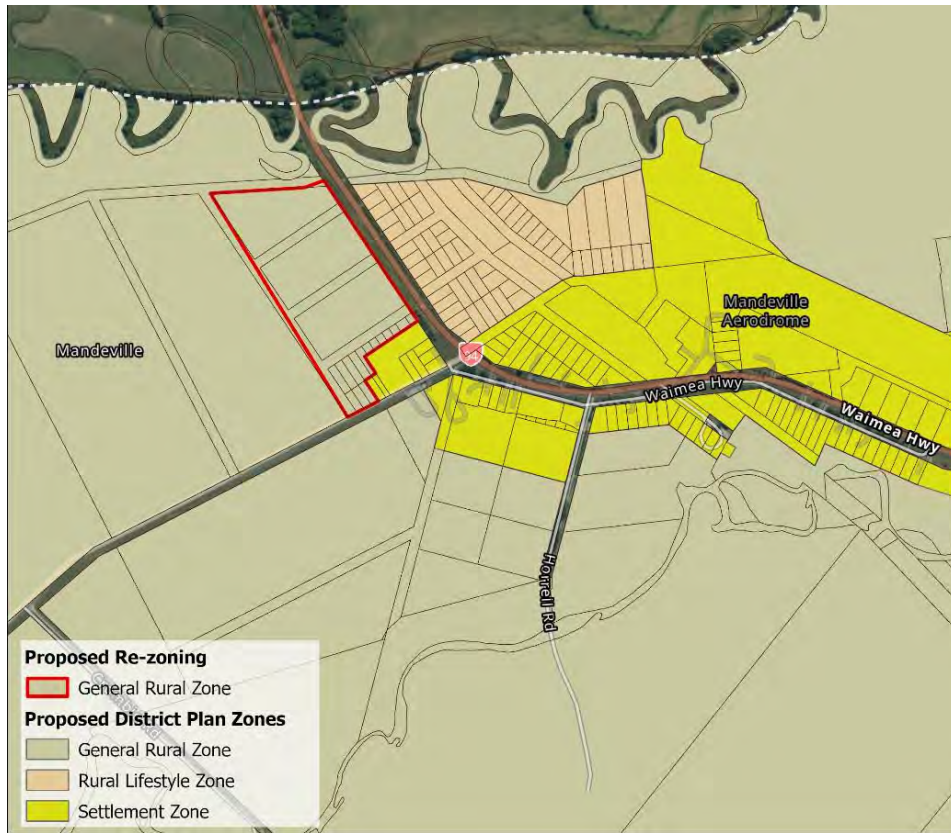 Mandeville
Mandeville
Aerodrome
94
Waimea Hwy
Waimea Hwy
Horrell Rd
Proposed Re-zoning
General Rural Zone
Proposed District Plan Zones
General Rural Zone
Rural Lifestyle Zone
Settlement Zone